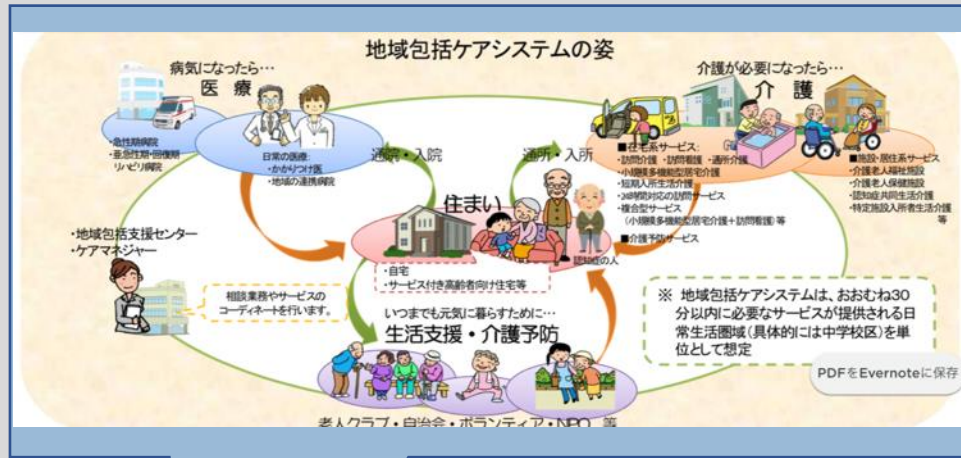 地域包括ケアシステムの姿
病気になったら…
医　療
・急性期病院
・亜急性期・回復期
リハビリ病院
日常の医療:
・かかりつけ医
・地域の連携病院
通院・入院
通所・入所
介護が必要になったら…
介　護
■在宅系サービス:
・訪問介護 ・訪問看護 ・通所介護
・小規模多機能型居宅介護
・短期入所生活介護
・24時間対応の訪問サービス
・複合型サービス
（小規模多機能型居宅介護＋訪問看護）等
■介護予防サービス
■施設・居住系サービス
・介護老人福祉施設
・介護老人保健施設
・認知症共同生活介護
・特定施設入所者生活介護
等
住まい
・自宅
・サービス付き高齢者向け住宅等
認知症の人
・地域包括支援センター
・ケアマネジャー
相談業務やサービスの
コーディネートを行います。
いつまでも元気に暮らすために…
生活支援・介護予防
老人クラブ・自治会・ボランティア・NPO 等
※ 地域包括ケアシステムは、おおむね30
分以内に必要なサービスが提供される日
常生活圏域（具体的には中学校区）を単
位として想定
PDFをEvernoteに保存